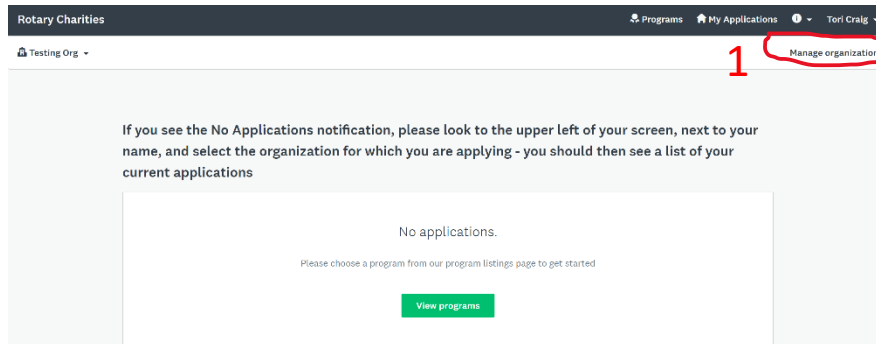 Rotary Charities Programs My Applications Tori Craig
Testing Org Manage organization
1
If you see the No Applications notification, please look to the upper left of your screen, next to your
name, and select the organization for which you are applying - you should then see a list of your
current applications
No applications.
Please choose a program from our program listings page to get started
View programs